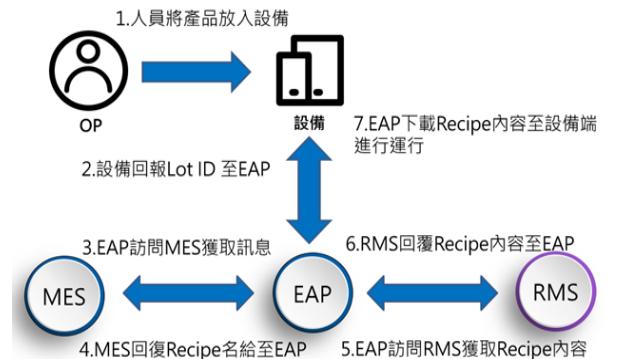 1.人員將產品放入設備
OP
設備
7.EAP下載Recipe內容至設備端
進行運行
2.設備回報Lot ID 至EAP
3.EAP訪問MES獲取訊息
6.RMS回覆Recipe內容至EAP
MES
EAP
RMS
4.MES回復Recipe名給至EAP
5.EAP訪問RMS獲取Recipe內容